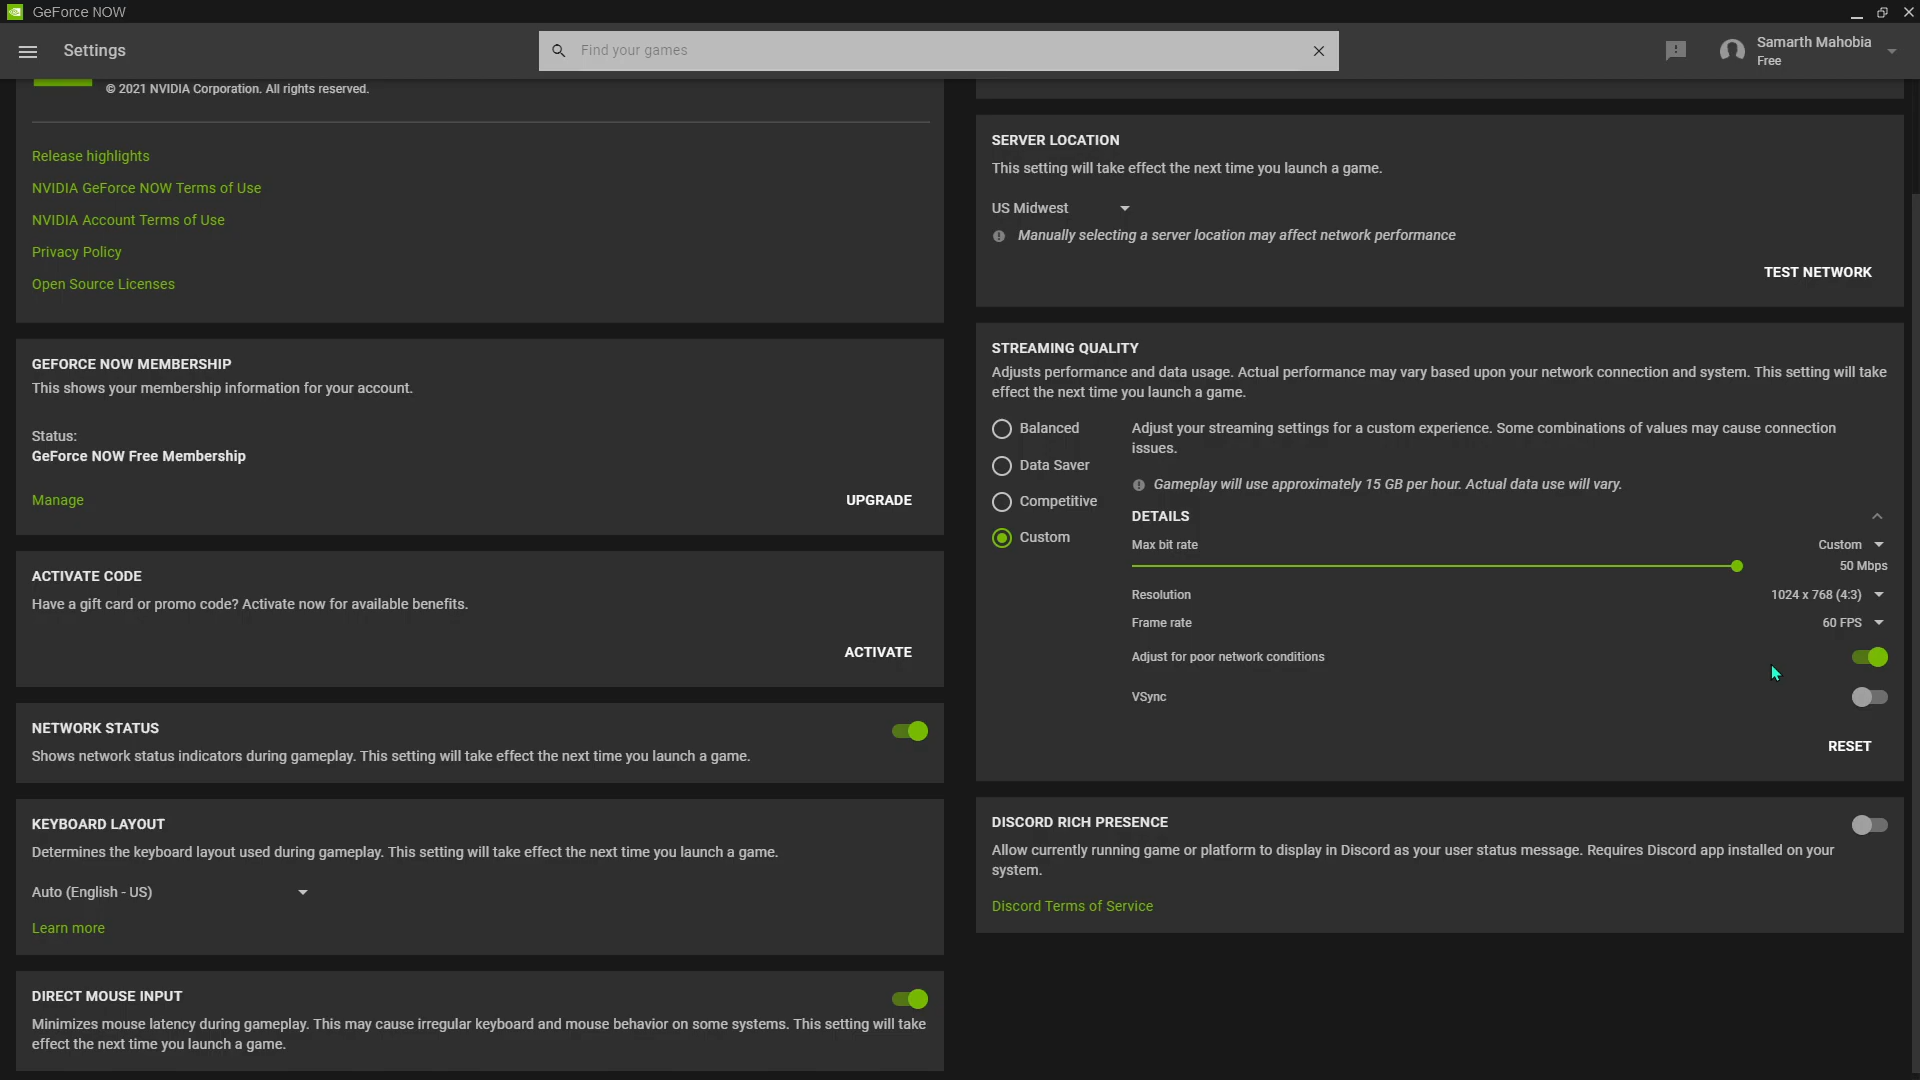 GeForce NOW
Settings
Find your games
Samarth Mahobia
Free
© 2021 NVIDIA Corporation. All rights reserved.
Release highlights
NVIDIA GeForce NOW Terms of Use
NVIDIA Account Terms of Use
Privacy Policy
Open Source Licenses
GEFORCE NOW MEMBERSHIP
This shows your membership information for your account.
Status:
GeForce NOW Free Membership
Manage
UPGRADE
ACTIVATE CODE
Have a gift card or promo code? Activate now for available benefits.
ACTIVATE
NETWORK STATUS
Shows network status indicators during gameplay. This setting will take effect the next time you launch a game.
KEYBOARD LAYOUT
Determines the keyboard layout used during gameplay. This setting will take effect the next time you launch a game.
Auto (English - US)
Learn more
DIRECT MOUSE INPUT
Minimizes mouse latency during gameplay. This may cause irregular keyboard and mouse behavior on some systems. This setting will take
effect the next time you launch a game.
SERVER LOCATION
This setting will take effect the next time you launch a game.
US Midwest
Manually selecting a server location may affect network performance
TEST NETWORK
STREAMING QUALITY
Adjusts performance and data usage. Actual performance may vary based upon your network connection and system. This setting will take
effect the next time you launch a game.
Balanced
Data Saver
Competitive
Custom
Adjust your streaming settings for a custom experience. Some combinations of values may cause connection
issues.
Gameplay will use approximately 15 GB per hour. Actual data use will vary.
DETAILS
Max bit rate
Custom
50 Mbps
Resolution
1024 x 768 (4:3)
Frame rate
60 FPS
Adjust for poor network conditions
VSync
RESET
DISCORD RICH PRESENCE
Allow currently running game or platform to display in Discord as your user status message. Requires Discord app installed on your
system.
Discord Terms of Service